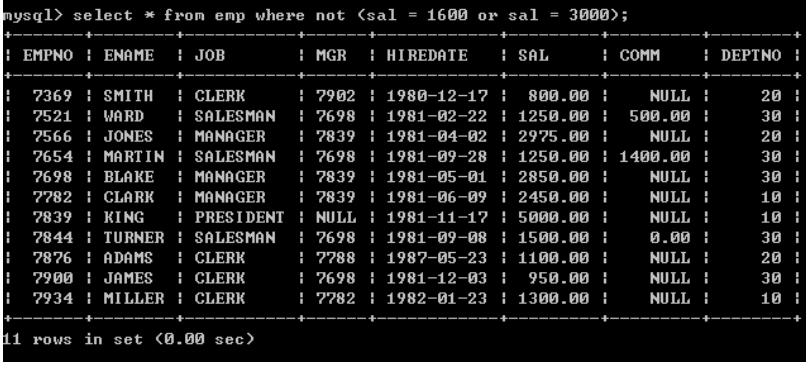 mysql> select * from emp where not (sal = 1600 or sal = 3000);
+-------+--------+-----------+------+------------+---------+---------+--------+
| EMPNO | ENAME  | JOB       | MGR  | HIREDATE   | SAL     | COMM    | DEPTNO |
+-------+--------+-----------+------+------------+---------+---------+--------+
|  7369 | SMITH  | CLERK     | 7902 | 1980-12-17 |  800.00 |    NULL |     20 |
|  7521 | WARD   | SALESMAN  | 7698 | 1981-02-22 | 1250.00 |  500.00 |     30 |
|  7566 | JONES  | MANAGER   | 7839 | 1981-04-02 | 2975.00 |    NULL |     20 |
|  7654 | MARTIN | SALESMAN  | 7698 | 1981-09-28 | 1250.00 | 1400.00 |     30 |
|  7698 | BLAKE  | MANAGER   | 7839 | 1981-05-01 | 2850.00 |    NULL |     30 |
|  7782 | CLARK  | MANAGER   | 7839 | 1981-06-09 | 2450.00 |    NULL |     10 |
|  7839 | KING   | PRESIDENT | NULL | 1981-11-17 | 5000.00 |    NULL |     10 |
|  7844 | TURNER | SALESMAN  | 7698 | 1981-09-08 | 1500.00 |    0.00 |     30 |
|  7876 | ADAMS  | CLERK     | 7788 | 1987-05-23 | 1100.00 |    NULL |     20 |
|  7900 | JAMES  | CLERK     | 7698 | 1981-12-03 |  950.00 |    NULL |     30 |
|  7934 | MILLER | CLERK     | 7782 | 1982-01-23 | 1300.00 |    NULL |     10 |
+-------+--------+-----------+------+------------+---------+---------+--------+
11 rows in set (0.00 sec)